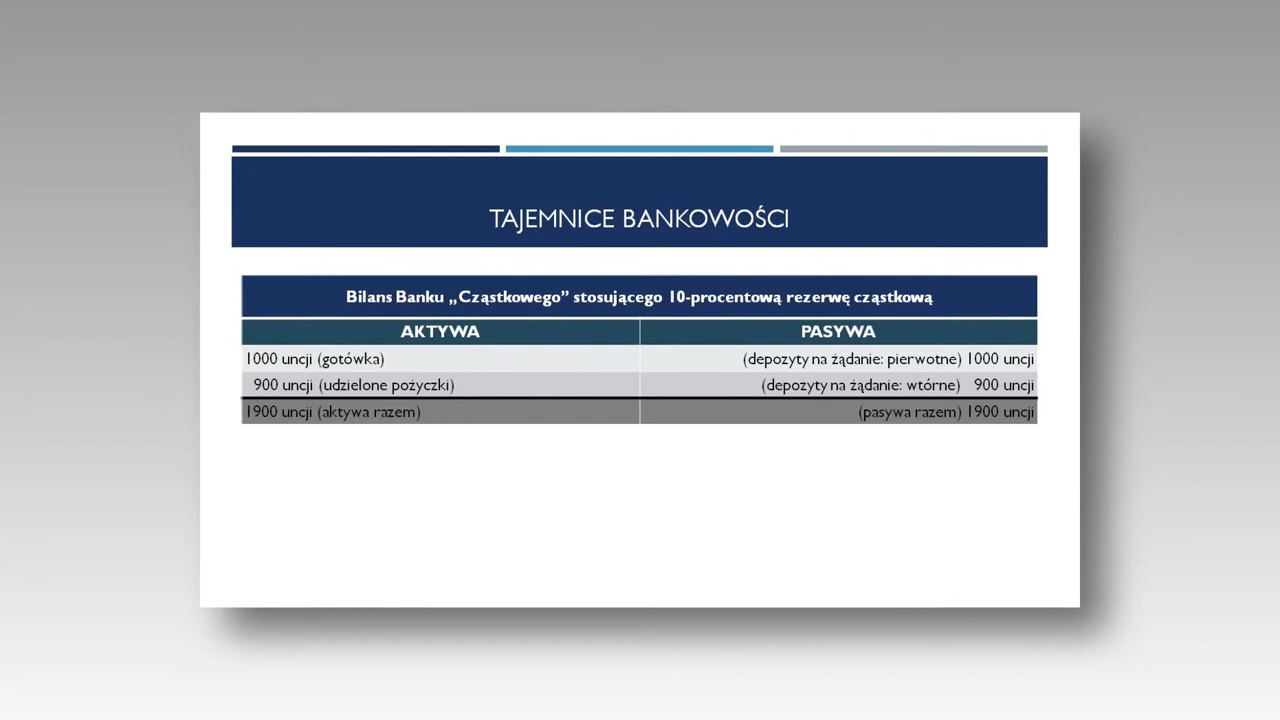 TAJEMNICE BANKOWOŚCI
Bilans Banku „Cząstkowego” stosującego 10-procentową rezerwę cząstkową
AKTYWA PASYWA
1000 uncji (gotówka) (depozyty na żądanie: pierwotne) 1000 uncji
900 uncji (udzielone pożyczki) (depozyty na żądanie: wtórne) 900 uncji
1900 uncji (aktywa razem) (pasywa razem) 1900 uncji